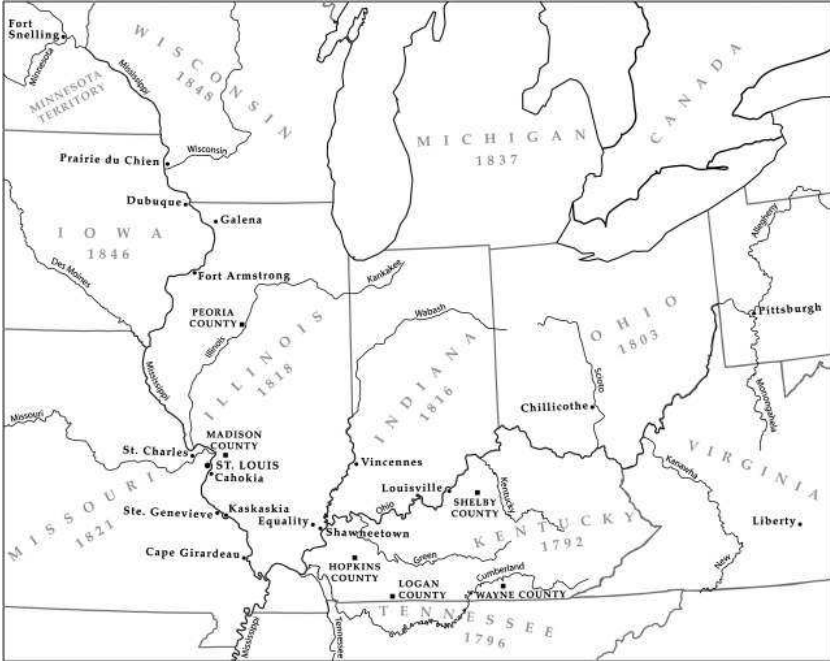 Fort
Snelling
Minnesota
MINNESOTA
TERRITORY
Mississippi
WISCONSIN
1848
Wisconsin
Prairie du Chien
Dubuque
Galena
IOWA
1846
Des Moines
Fort Armstrong
MICHIGAN
1837
CANADA
Kankakee
PEORIA
COUNTY
Illinois
ILLINOIS
1818
Wabash
INDIANA
1816
OHIO
1803
Scioto
Chillicothe
Allegheny
Pittsburgh
Monongahela
Mississippi
Missouri
St. Charles
MADISON
COUNTY
ST. LOUIS
Cahokia
MISSOURI
1821
Ste. Genevieve
Kaskaskia
Equality
Shawneetown
Cape Girardeau
Vincennes
Louisville
Ohio
SHELBY
COUNTY
Kentucky
KENTUCKY
1792
Green
HOPKINS
COUNTY
LOGAN
COUNTY
Cumberland
WAYNE COUNTY
TENNESSEE
1796
Mississippi
Tennessee
VIRGINIA
Kanawha
Liberty
New